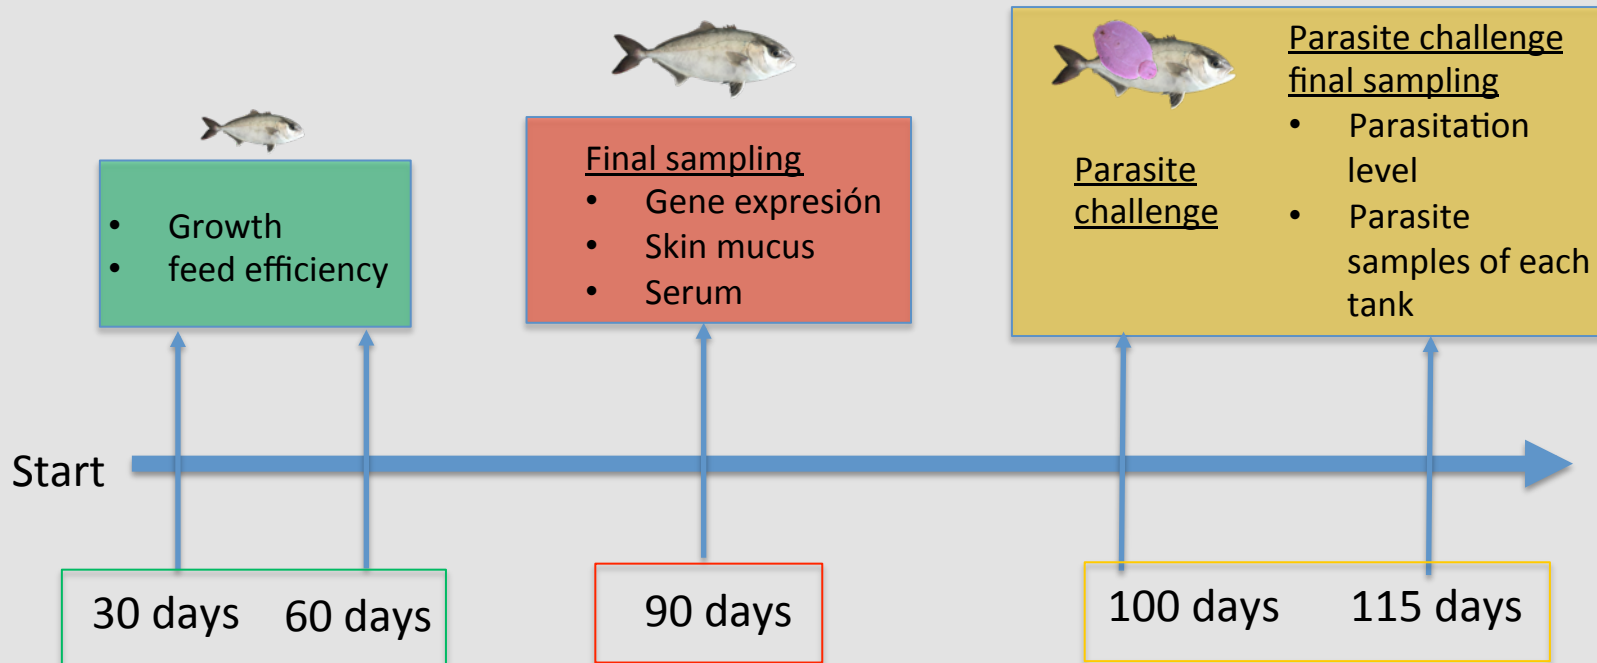 • Growth
• feed efficiency
Final sampling
• Gene expresión
• Skin mucus
• Serum
Parasite
challenge
Parasite challenge
final sampling
• Parasitation
level
• Parasite
samples of each
tank
Start
30 days
60 days
90 days
100 days
115 days